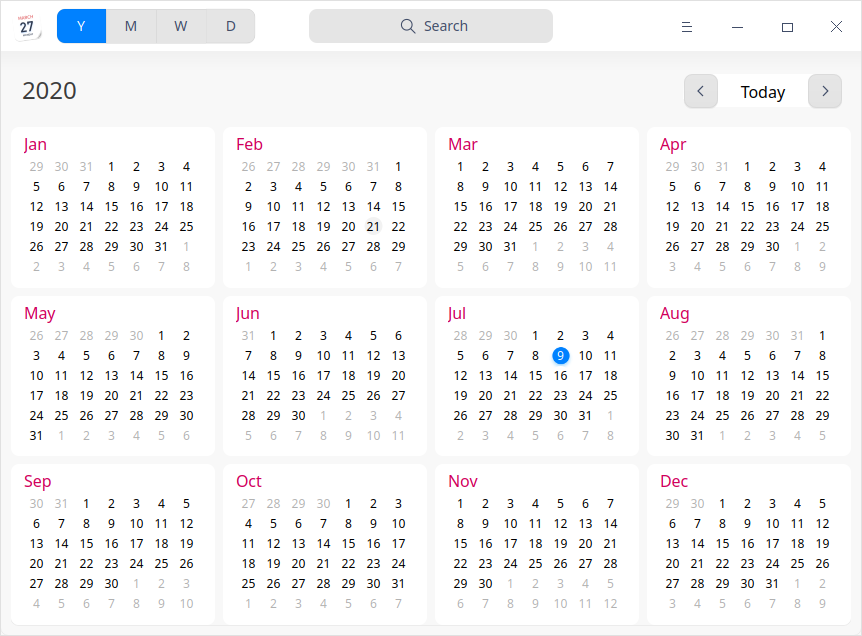 MARCH
27
Y M W D Search
2020 Today
Jan Feb Mar Apr
29 30 31 1 2 3 4 26 27 28 29 30 31 1 1 2 3 4 5 6 7 29 30 31 1 2 3 4
5 6 7 8 9 10 11 2 3 4 5 6 7 8 8 9 10 11 12 13 14 5 6 7 8 9 10 11
12 13 14 15 16 17 18 9 10 11 12 13 14 15 15 16 17 18 19 20 21 12 13 14 15 16 17 18
19 20 21 22 23 24 25 16 17 18 19 20 21 22 22 23 24 25 26 27 28 19 20 21 22 23 24 25
26 27 28 29 30 31 1 23 24 25 26 27 28 29 29 30 31 1 2 3 4 26 27 28 29 30 1 2
2 3 4 5 6 7 8 1 2 3 4 5 6 7 5 6 7 8 9 10 11 3 4 5 6 7 8 9
May Jun Jul Aug
26 27 28 29 30 1 2 31 1 2 3 4 5 6 28 29 30 1 2 3 4 26 27 28 29 30 31 1
3 4 5 6 7 8 9 7 8 9 10 11 12 13 5 6 7 8 9 10 11 2 3 4 5 6 7 8
10 11 12 13 14 15 16 14 15 16 17 18 19 20 12 13 14 15 16 17 18 9 10 11 12 13 14 15
17 18 19 20 21 22 23 21 22 23 24 25 26 27 19 20 21 22 23 24 25 16 17 18 19 20 21 22
24 25 26 27 28 29 30 28 29 30 1 2 3 4 26 27 28 29 30 31 1 23 24 25 26 27 28 29
31 1 2 3 4 5 6 5 6 7 8 9 10 11 2 3 4 5 6 7 8 30 31 1 2 3 4 5
Sep Oct Nov Dec
30 31 1 2 3 4 5 27 28 29 30 1 2 3 1 2 3 4 5 6 7 29 30 1 2 3 4 5
6 7 8 9 10 11 12 4 5 6 7 8 9 10 8 9 10 11 12 13 14 6 7 8 9 10 11 12
13 14 15 16 17 18 19 11 12 13 14 15 16 17 15 16 17 18 19 20 21 13 14 15 16 17 18 19
20 21 22 23 24 25 26 18 19 20 21 22 23 24 22 23 24 25 26 27 28 20 21 22 23 24 25 26
27 28 29 30 1 2 3 25 26 27 28 29 30 31 29 30 1 2 3 4 5 27 28 29 30 31 1 2
4 5 6 7 8 9 10 1 2 3 4 5 6 7 6 7 8 9 10 11 12 3 4 5 6 7 8 9